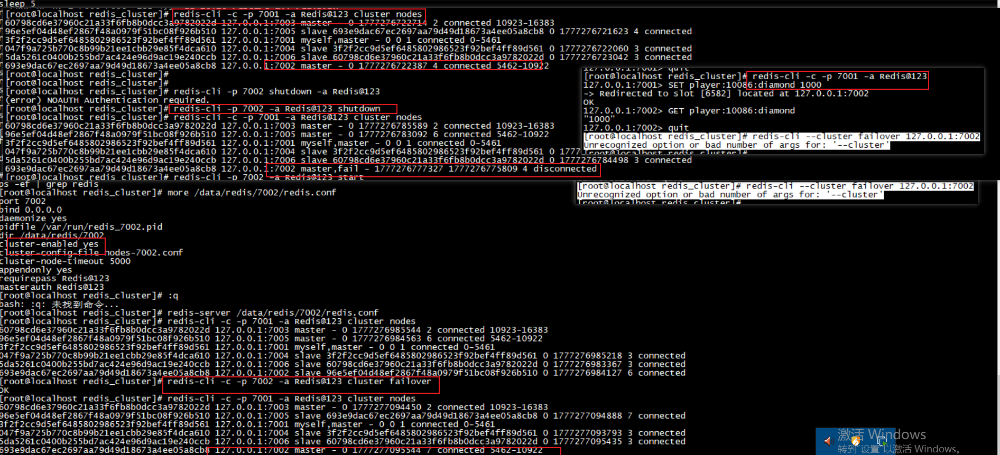 sleep 5
[root@localhost redis_cluster]# redis-cli -c -p 7001 -a Redis@123 cluster nodes
60798cd6e37960c21a33f6fb8b0dcc3a9782022d 127.0.0.1:7003 master - 0 1777276722714 2 connected 10923-16383
96e5ef04d48ef2867f48a0979f51bc08f926b510 127.0.0.1:7005 slave 693e9dac67ec2697aa79d49d18673a4ee05a8cb8 0 1777276721623 4 connected
3f2f2cc9d5ef6485802986523f92bef4ff89d561 127.0.0.1:7001 myself,master - 0 0 1 connected 0-5461
047f9a725b770c8b99b21ee1cbb29e85f4dca610 127.0.0.1:7004 slave 3f2f2cc9d5ef6485802986523f92bef4ff89d561 0 1777276722060 3 connected
5da5261c0400b255bd7ac424e96d9ac19e240ccb 127.0.0.1:7006 slave 60798cd6e37960c21a33f6fb8b0dcc3a9782022d 0 1777276723042 3 connected
693e9dac67ec2697aa79d49d18673a4ee05a8cb8 127.0.0.1:7002 master - 0 1777276722387 4 connected 5462-10922
[root@localhost redis_cluster]#
[root@localhost redis_cluster]#
[root@localhost redis_cluster]# redis-cli -p 7002 shutdown -a Redis@123
(error) NOAUTH Authentication required.
[root@localhost redis_cluster]# redis-cli -p 7002 -a Redis@123 shutdown
[root@localhost redis_cluster]# redis-cli -c -p 7001 -a Redis@123 cluster nodes
60798cd6e37960c21a33f6fb8b0dcc3a9782022d 127.0.0.1:7003 master - 0 1777276785589 2 connected 10923-16383
96e5ef04d48ef2867f48a0979f51bc08f926b510 127.0.0.1:7005 master - 0 1777276783092 6 connected 5462-10922
3f2f2cc9d5ef6485802986523f92bef4ff89d561 127.0.0.1:7001 myself,master - 0 0 1 connected 0-5461
047f9a725b770c8b99b21ee1cbb29e85f4dca610 127.0.0.1:7004 slave 3f2f2cc9d5ef6485802986523f92bef4ff89d561 0 1777
5da5261c0400b255bd7ac424e96d9ac19e240ccb 127.0.0.1:7006 slave 60798cd6e37960c21a33f6fb8b0dcc3a9782022d 0 1777276784498 3 connected
693e9dac67ec2697aa79d49d18673a4ee05a8cb8 127.0.0.1:7002 master,fail - 1777276777327 1777276775809 4 disconnected
[root@localhost redis_cluster]# redis-cli -p 7002 -a Redis@123 start
127.0.0.1:7001> quit
[root@localhost redis_cluster]# redis-cli -c -p 7001 -a Redis@123
127.0.0.1:7001> SET player:10086:diamond 1000
-> Redirected to slot [6582] located at 127.0.0.1:7002
OK
127.0.0.1:7002> GET player:10086:diamond
"1000"
127.0.0.1:7002> quit
[root@localhost redis_cluster]# redis-cli --cluster failover 127.0.0.1:7002
Unrecognized option or bad number of args for: '--cluster'
[root@localhost redis_cluster]#
ps -ef | grep redis
[root@localhost redis_cluster]# more /data/redis/7002/redis.conf
port 7002
bind 0.0.0.0
daemonize yes
pidfile /var/run/redis_7002.pid
dir /data/redis/7002
cluster-enabled yes
cluster-config-file nodes-7002.conf
cluster-node-timeout 5000
appendonly yes
requirepass Redis@123
masterauth Redis@123
[root@localhost redis_cluster]# :q
bash: :q: 未找到命令...
[root@localhost redis_cluster]# redis-server /data/redis/7002/redis.conf
[root@localhost redis_cluster]# redis-cli -c -p 7001 -a Redis@123 cluster nodes
60798cd6e37960c21a33f6fb8b0dcc3a9782022d 127.0.0.1:7003 master - 0 1777276985544 2 connected 10923-16383
96e5ef04d48ef2867f48a0979f51bc08f926b510 127.0.0.1:7005 master - 0 1777276984563 6 connected 5462-10922
3f2f2cc9d5ef6485802986523f92bef4ff89d561 127.0.0.1:7001 myself,master - 0 0 1 connected 0-5461
047f9a725b770c8b99b21ee1cbb29e85f4dca610 127.0.0.1:7004 slave 3f2f2cc9d5ef6485802986523f92bef4ff89d561 0 1777276985218 3 connected
5da5261c0400b255bd7ac424e96d9ac19e240ccb 127.0.0.1:7006 slave 60798cd6e37960c21a33f6fb8b0dcc3a9782022d 0 1777276983367 3 connected
693e9dac67ec2697aa79d49d18673a4ee05a8cb8 127.0.0.1:7002 slave 96e5ef04d48ef2867f48a0979f51bc08f926b510 0 1777276984127 6 connected
[root@localhost redis_cluster]# redis-cli -c -p 7002 -a Redis@123 cluster failover
OK
[root@localhost redis_cluster]# redis-cli -c -p 7001 -a Redis@123 cluster nodes
60798cd6e37960c21a33f6fb8b0dcc3a9782022d 127.0.0.1:7003 master - 0 1777277094450 2 connected 10923-16383
96e5ef04d48ef2867f48a0979f51bc08f926b510 127.0.0.1:7005 slave 693e9dac67ec2697aa79d49d18673a4ee05a8cb8 0 1777277094888 7 connected
3f2f2cc9d5ef6485802986523f92bef4ff89d561 127.0.0.1:7001 myself,master - 0 0 1 connected 0-5461
047f9a725b770c8b99b21ee1cbb29e85f4dca610 127.0.0.1:7004 slave 3f2f2cc9d5ef6485802986523f92bef4ff89d561 0 1777277093793 3 connected
5da5261c0400b255bd7ac424e96d9ac19e240ccb 127.0.0.1:7006 slave 60798cd6e37960c21a33f6fb8b0dcc3a9782022d 0 1777277095435 3 connected
693e9dac67ec2697aa79d49d18673a4ee05a8cb8 127.0.0.1:7002 master - 0 1777277095544 7 connected 5462-10922
[root@localhost redis_cluster]# redis-cli --cluster failover 127.0.0.1:7002
Unrecognized option or bad number of args for: '--cluster'
[root@localhost redis_cluster]#
激活 Windows
转到"设置"以激活 Windows。